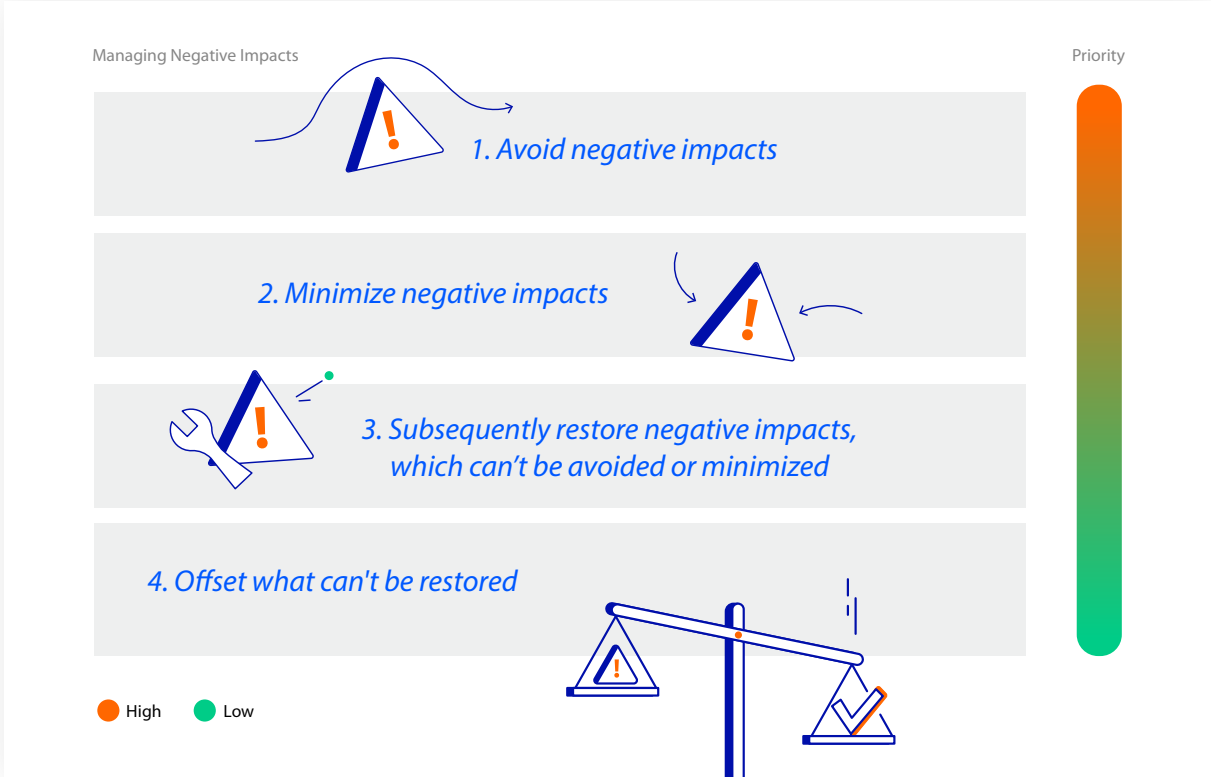 Managing Negative Impacts
Priority
1. Avoid negative impacts
2. Minimize negative impacts
3. Subsequently restore negative impacts,
which can’t be avoided or minimized
4. Offset what can't be restored
High
Low